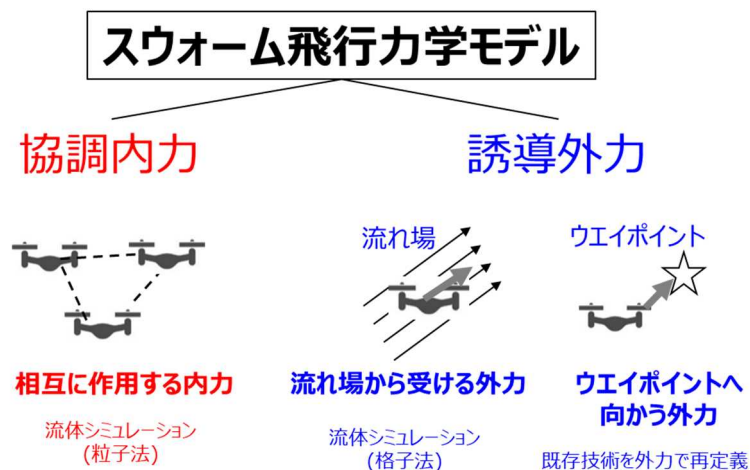 スウォーム飛行力学モデル
協調内力
誘導外力
流れ場
ウエイポイント
相互に作用する内力
流体シミュレーション
(粒子法)
流れ場から受ける外力
流体シミュレーション
(格子法)
ウエイポイントへ
向かう外力
既存技術を外力で再定義